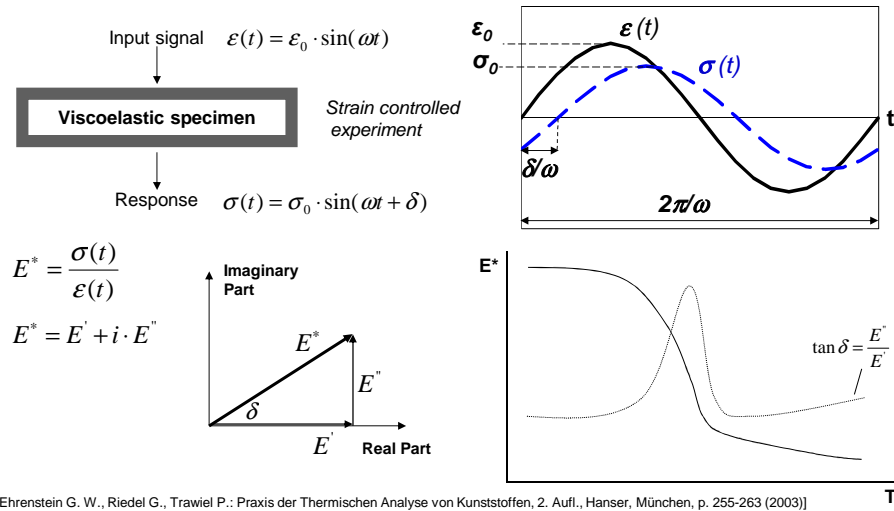 Input signal ε(t) = ε₀ · sin(ωt)
Viscoelastic specimen
Strain controlled
experiment
Response σ(t) = σ₀ · sin(ωt + δ)
E* = σ(t) / ε(t)
E* = E' + i · E"
Imaginary
Part
E*
E"
δ
E'
Real Part
ε₀
σ₀
ε(t)
σ(t)
t
δ/ω
2π/ω
E*
tan δ = E" / E'
T
Ehrenstein G. W., Riedel G., Trawiel P.: Praxis der Thermischen Analyse von Kunststoffen, 2. Aufl., Hanser, München, p. 255-263 (2003)]